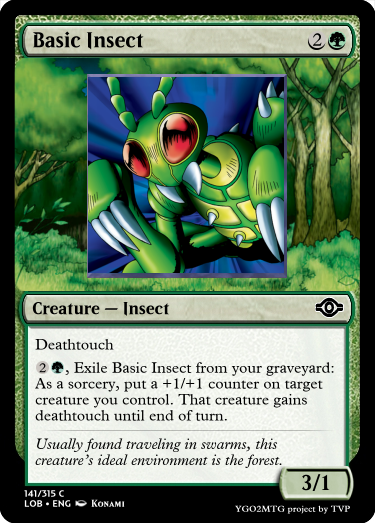 Basic Insect 2
Creature — Insect
Deathtouch
2, Exile Basic Insect from your graveyard:
As a sorcery, put a +1/+1 counter on target
creature you control. That creature gains
deathtouch until end of turn.
Usually found traveling in swarms, this
creature's ideal environment is the forest.
3/1
141/315 C
LOB • ENG Konami
YGO2MTG project by TVP